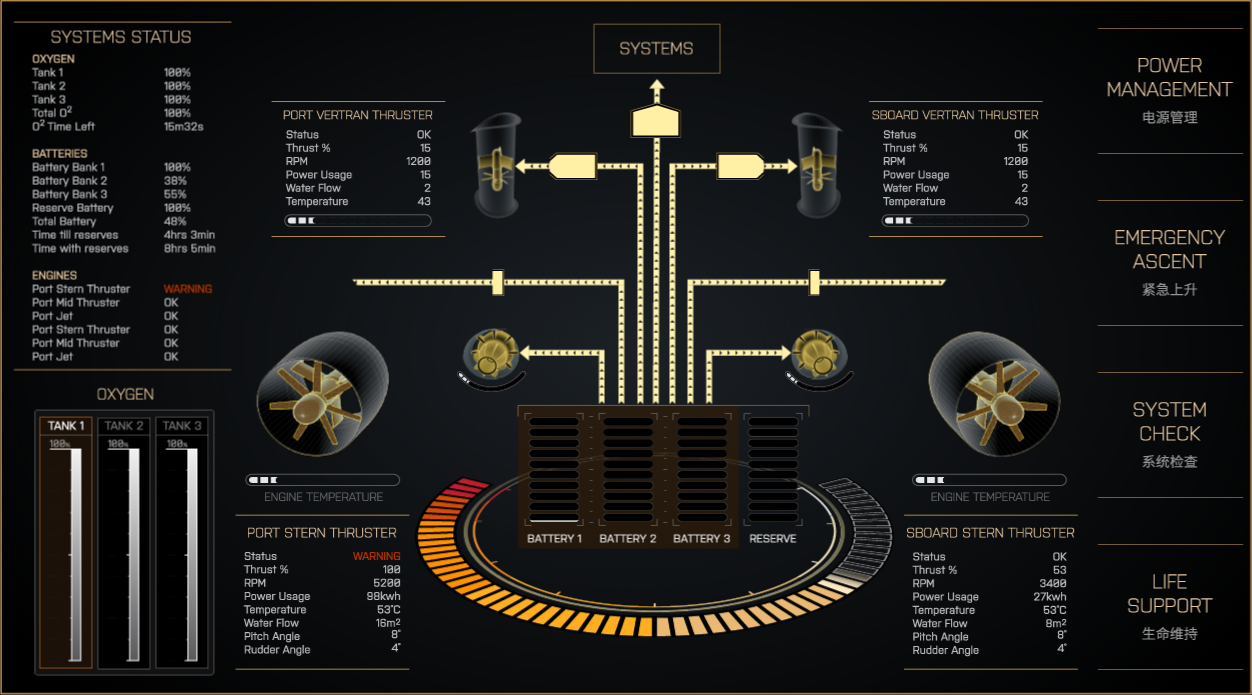 SYSTEMS STATUS
OXYGEN
Tank 1 100%
Tank 2 100%
Tank 3 100%
Total O² 100%
O² Time Left 15m32s
BATTERIES
Battery Bank 1 100%
Battery Bank 2 38%
Battery Bank 3 55%
Reserve Battery 100%
Total Battery 48%
Time till reserves 4hrs 3min
Time with reserves 8hrs 5min
ENGINES
Port Stern Thruster WARNING
Port Mid Thruster OK
Port Jet OK
Port Stern Thruster OK
Port Mid Thruster OK
Port Jet OK
OXYGEN
TANK 1 TANK 2 TANK 3
100% 100% 100%
SYSTEMS
PORT VERTRAN THRUSTER
Status OK
Thrust % 15
RPM 1200
Power Usage 15
Water Flow 2
Temperature 43
SBOARD VERTRAN THRUSTER
Status OK
Thrust % 15
RPM 1200
Power Usage 15
Water Flow 2
Temperature 43
ENGINE TEMPERATURE
PORT STERN THRUSTER
Status WARNING
Thrust % 100
RPM 5200
Power Usage 98kwh
Temperature 53°C
Water Flow 16m²
Pitch Angle 8°
Rudder Angle 4°
BATTERY 1 BATTERY 2 BATTERY 3 RESERVE
ENGINE TEMPERATURE
SBOARD STERN THRUSTER
Status OK
Thrust % 53
RPM 3400
Power Usage 27kwh
Temperature 53°C
Water Flow 8m²
Pitch Angle 8°
Rudder Angle 4°
POWER
MANAGEMENT
电源管理
EMERGENCY
ASCENT
紧急上升
SYSTEM
CHECK
系统检查
LIFE
SUPPORT
生命维持